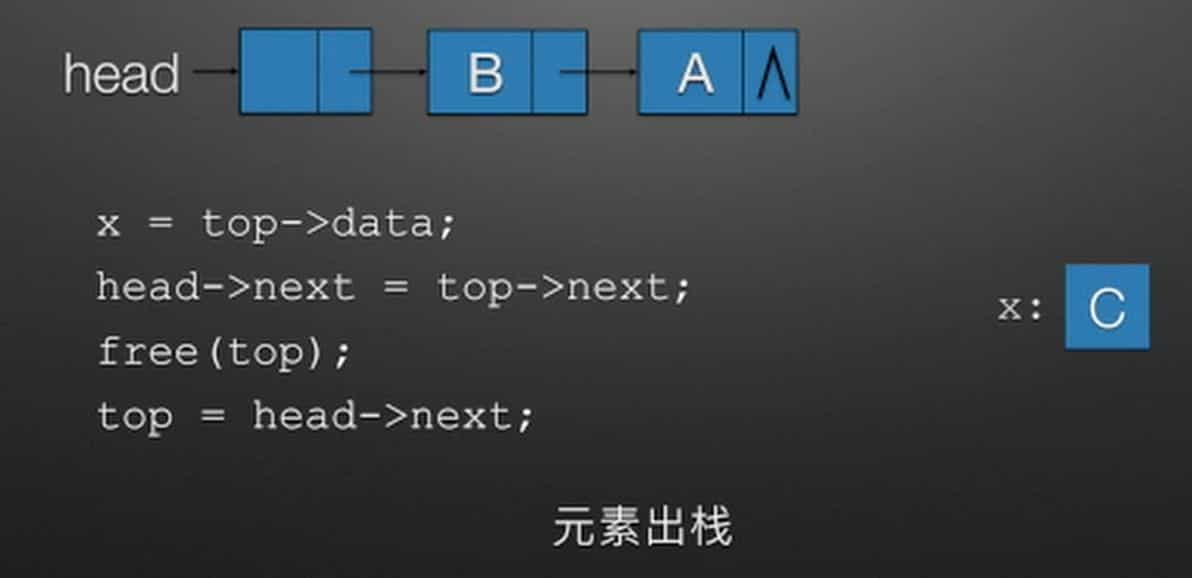 head B A ∧
x = top->data;
head->next = top->next;
x: C
free(top);
top = head->next;
元素出栈